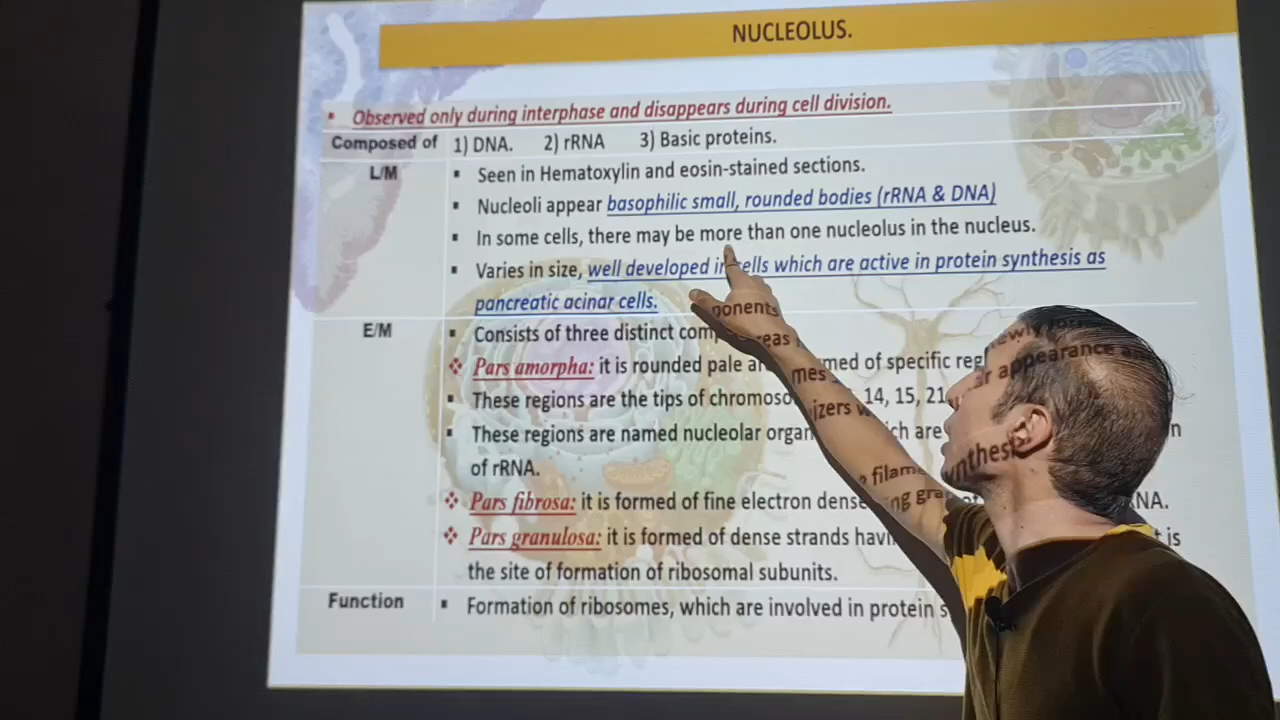 NUCLEOLUS.
▪ Observed only during interphase and disappears during cell division.
Composed of 1) DNA. 2) rRNA 3) Basic proteins.
L/M ▪ Seen in Hematoxylin and eosin-stained sections.
▪ Nucleoli appear basophilic small, rounded bodies (rRNA & DNA)
▪ In some cells, there may be more than one nucleolus in the nucleus.
▪ Varies in size, well developed in cells which are active in protein synthesis as
pancreatic acinar cells.
E/M ▪ Consists of three distinct components
❖ Pars amorpha: it is rounded pale areas formed of specific
▪ These regions are the tips of chromosomes 14, 15, 21
▪ These regions are named nucleolar organizers which are
of rRNA.
❖ Pars fibrosa: it is formed of fine electron dense
❖ Pars granulosa: it is formed of dense strands having is
the site of formation of ribosomal subunits.
Function ▪ Formation of ribosomes, which are involved in protein